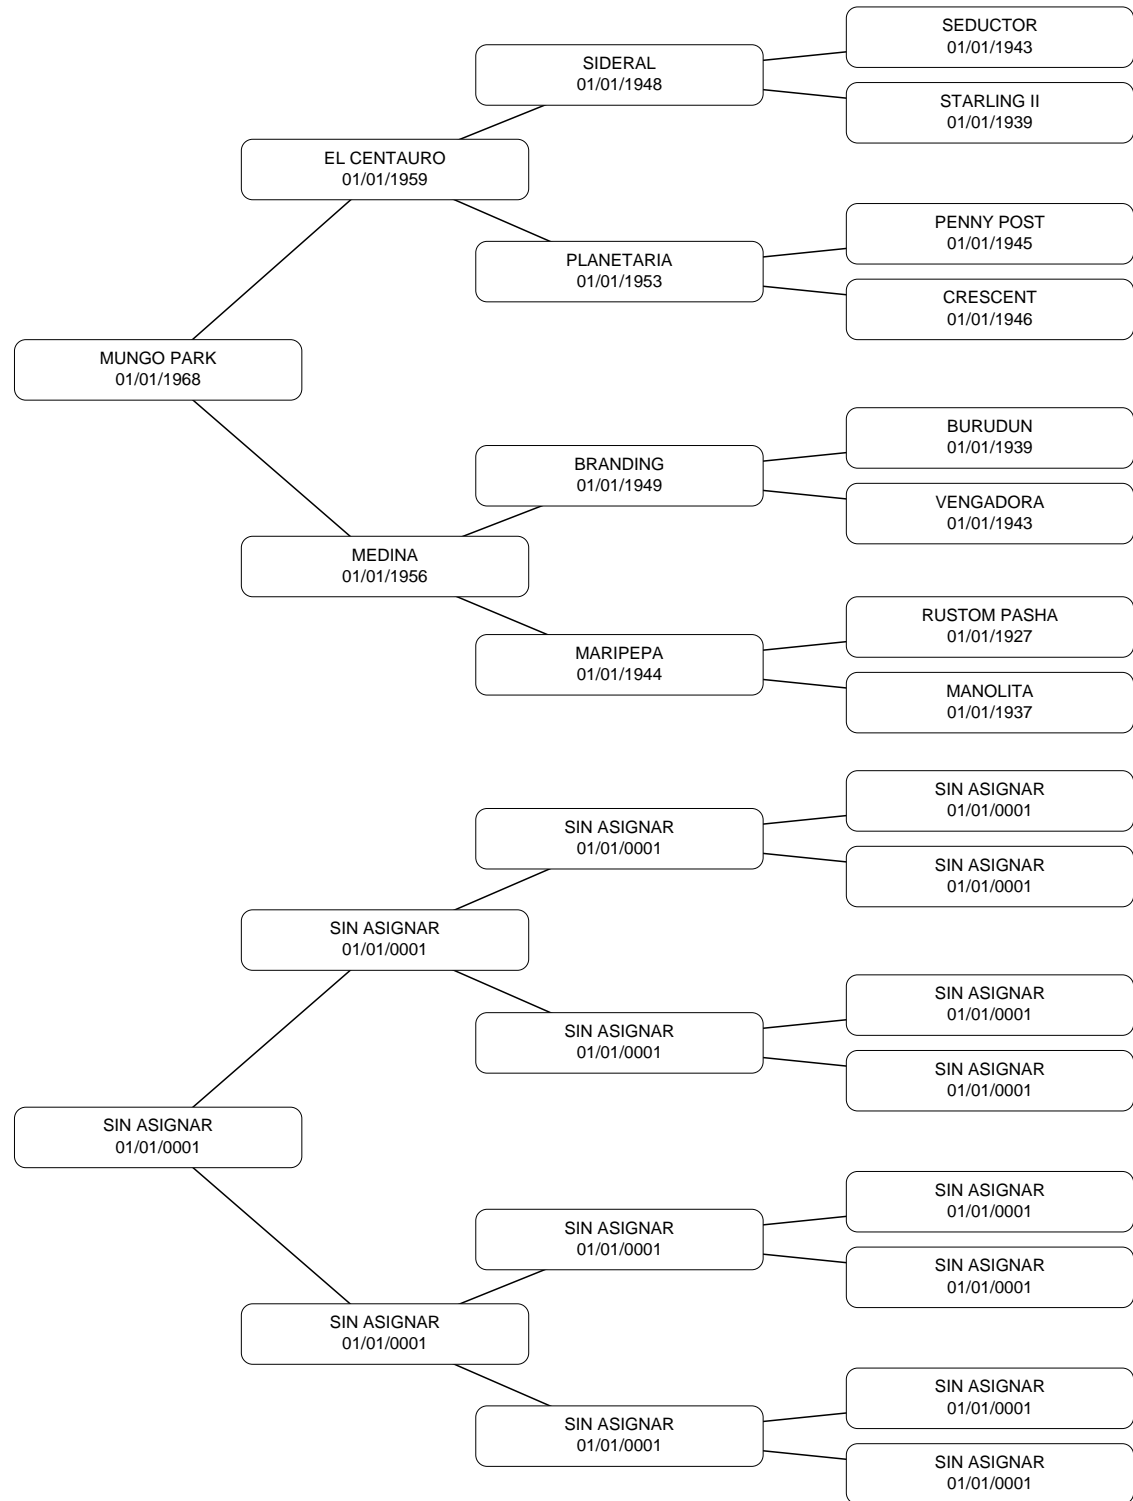 SEDUCTOR
01/01/1943
SIDERAL
01/01/1948
STARLING II
01/01/1939
EL CENTAURO
01/01/1959
PENNY POST
01/01/1945
PLANETARIA
01/01/1953
CRESCENT
01/01/1946
MUNGO PARK
01/01/1968
BURUDUN
01/01/1939
BRANDING
01/01/1949
VENGADORA
01/01/1943
MEDINA
01/01/1956
RUSTOM PASHA
01/01/1927
MARIPEPA
01/01/1944
MANOLITA
01/01/1937
SIN ASIGNAR
01/01/0001
SIN ASIGNAR
01/01/0001
SIN ASIGNAR
01/01/0001
SIN ASIGNAR
01/01/0001
SIN ASIGNAR
01/01/0001
SIN ASIGNAR
01/01/0001
SIN ASIGNAR
01/01/0001
SIN ASIGNAR
01/01/0001
SIN ASIGNAR
01/01/0001
SIN ASIGNAR
01/01/0001
SIN ASIGNAR
01/01/0001
SIN ASIGNAR
01/01/0001
SIN ASIGNAR
01/01/0001
SIN ASIGNAR
01/01/0001
SIN ASIGNAR
01/01/0001